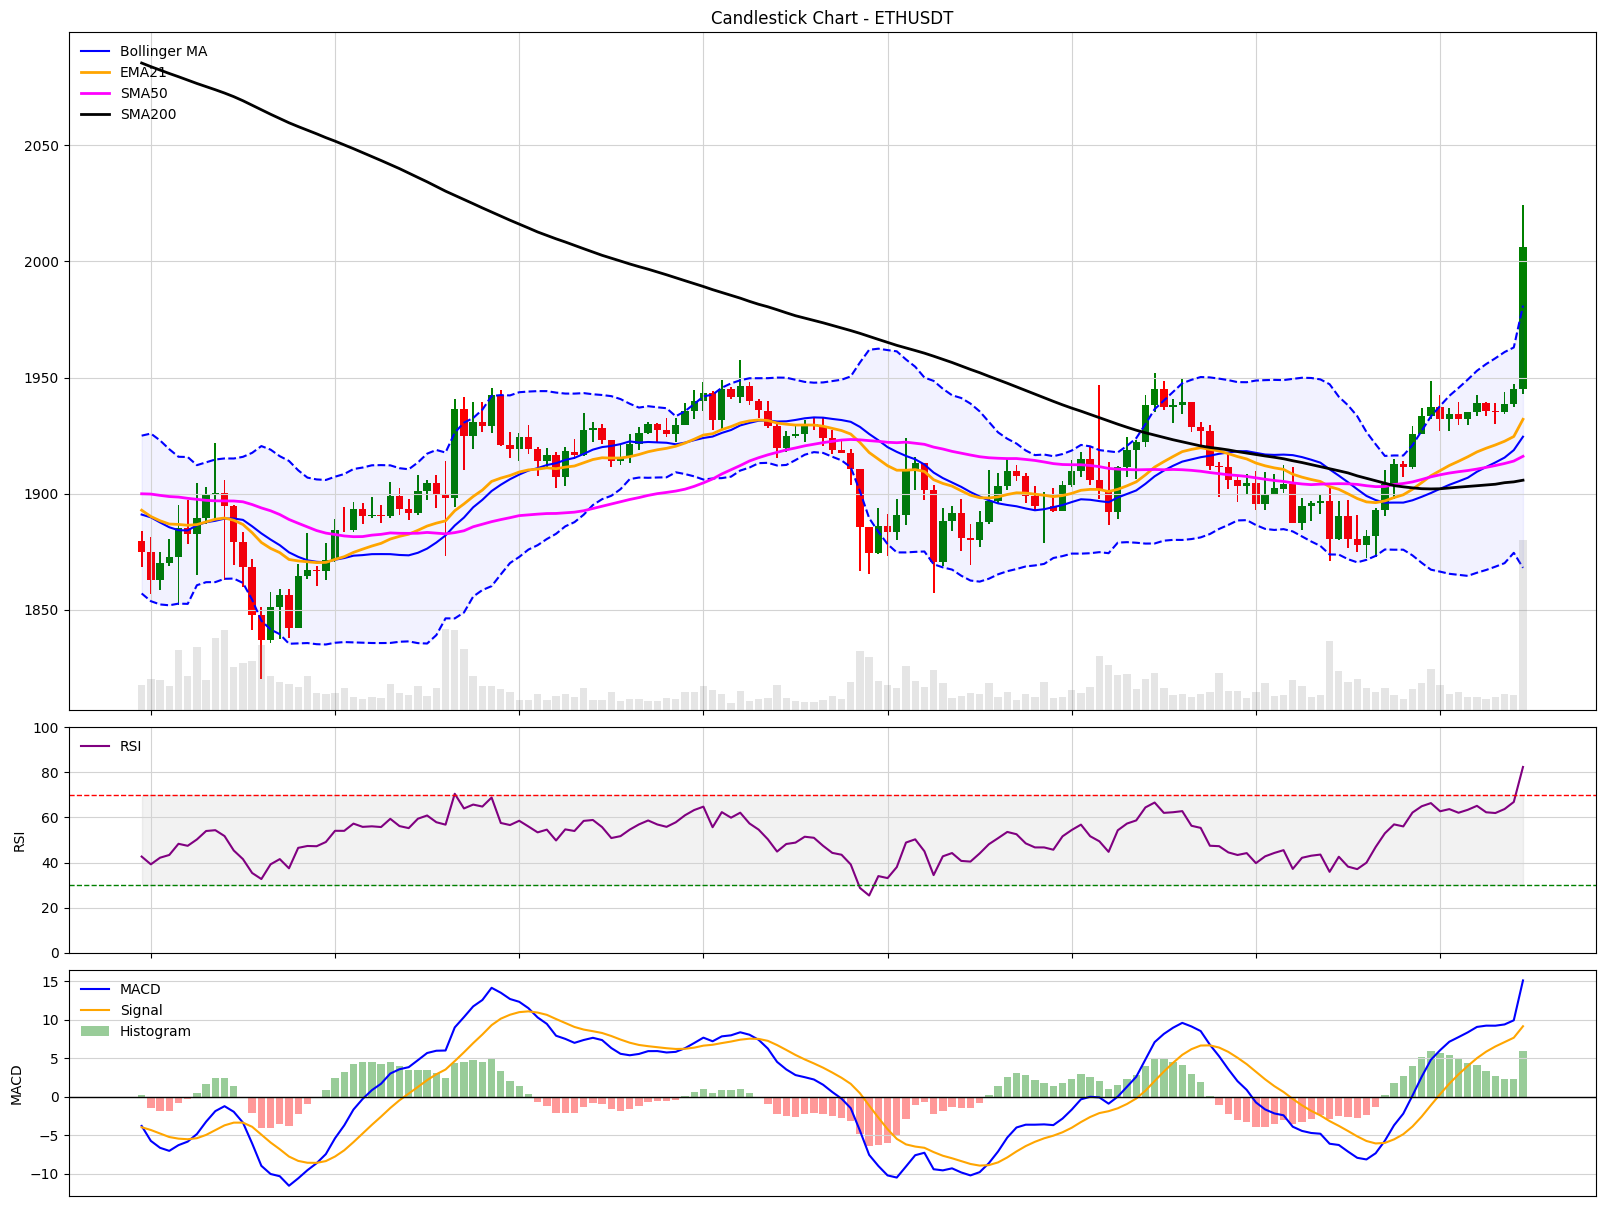 Candlestick Chart - ETHUSDT
Bollinger MA
EMA21
SMA50
SMA200
2050
2000
1950
1900
1850
RSI
100
80
60
40
20
0
RSI
MACD
Signal
Histogram
15
10
5
0
−5
−10
MACD